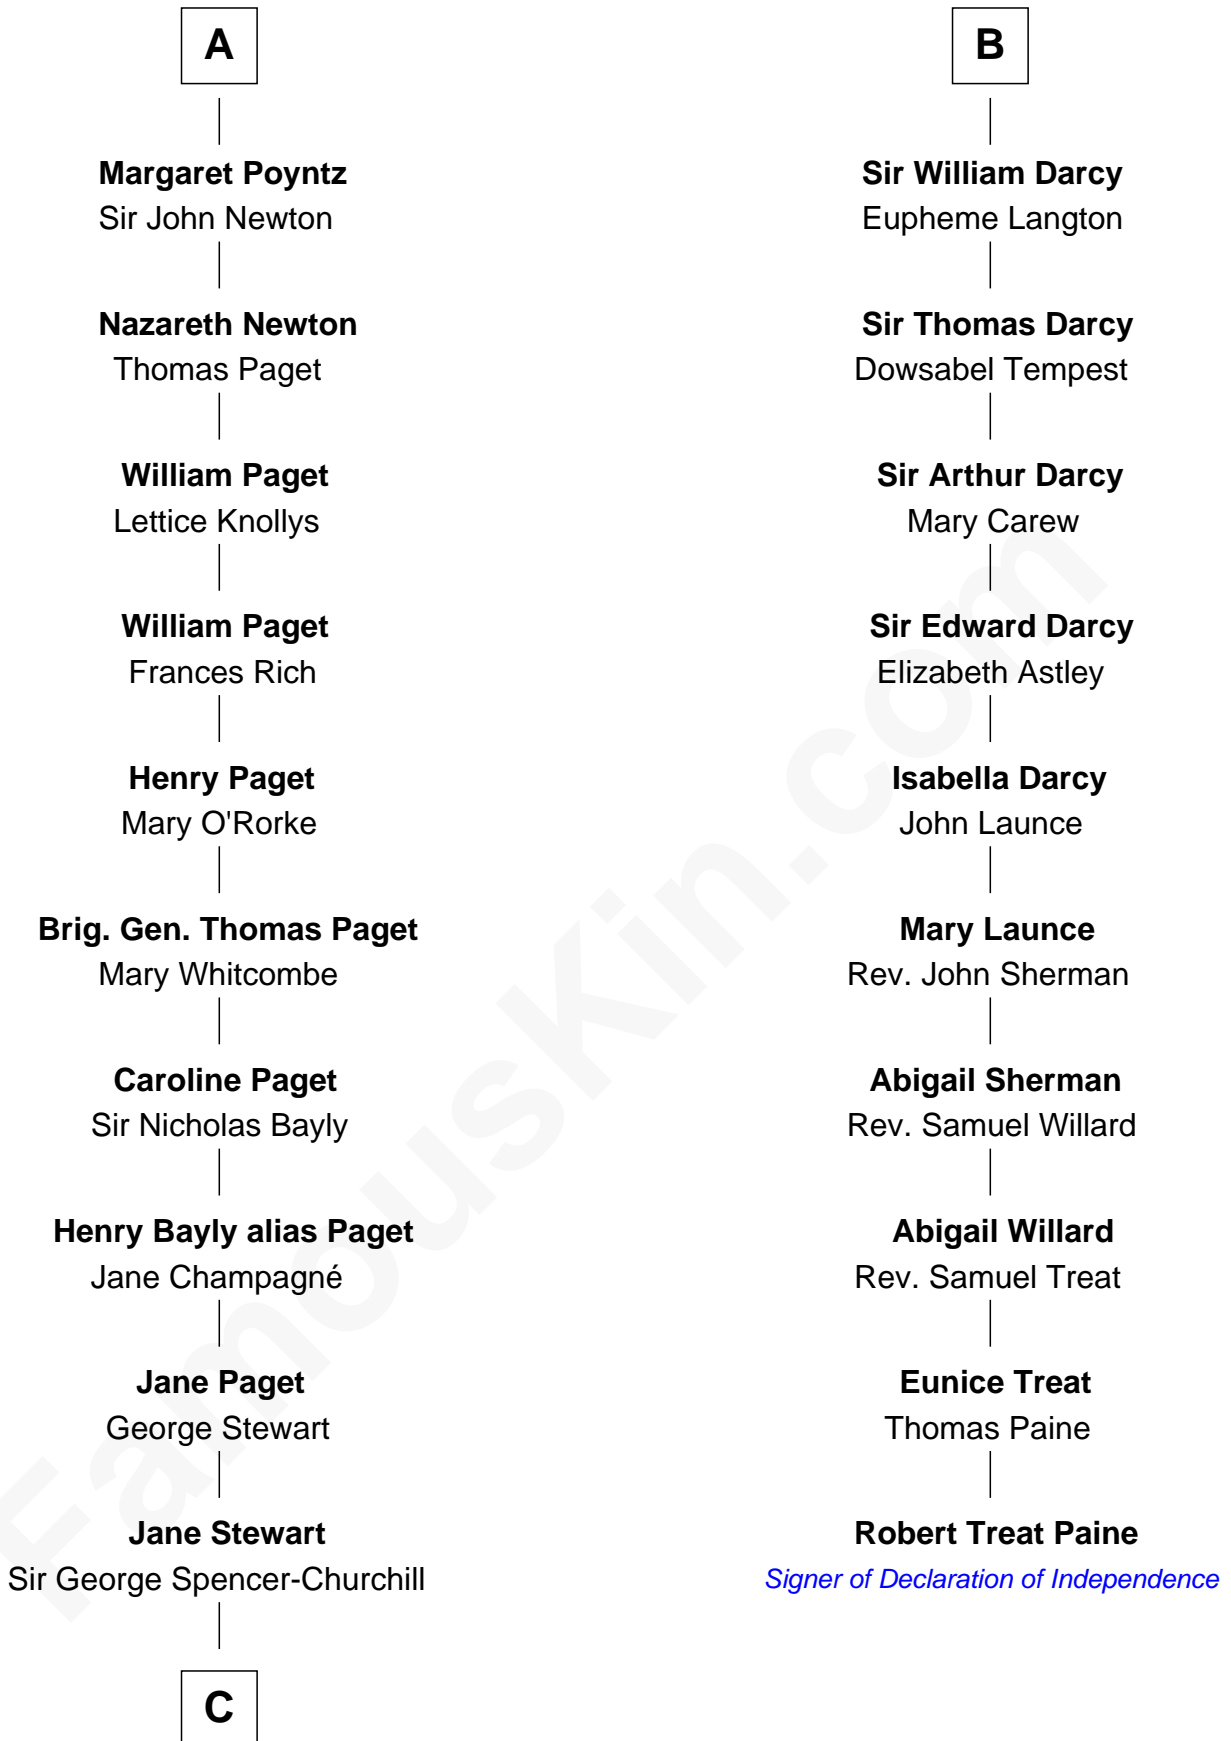 A
Margaret Poyntz
Sir John Newton
Nazareth Newton
Thomas Paget
William Paget
Lettice Knollys
William Paget
Frances Rich
Henry Paget
Mary O'Rorke
Brig. Gen. Thomas Paget
Mary Whitcombe
Caroline Paget
Sir Nicholas Bayly
Henry Bayly alias Paget
Jane Champagné
Jane Paget
George Stewart
Jane Stewart
Sir George Spencer-Churchill
C
B
Sir William Darcy
Eupheme Langton
Sir Thomas Darcy
Dowsabel Tempest
Sir Arthur Darcy
Mary Carew
Sir Edward Darcy
Elizabeth Astley
Isabella Darcy
John Launce
Mary Launce
Rev. John Sherman
Abigail Sherman
Rev. Samuel Willard
Abigail Willard
Rev. Samuel Treat
Eunice Treat
Thomas Paine
Robert Treat Paine
Signer of Declaration of Independence
FamousKin.com